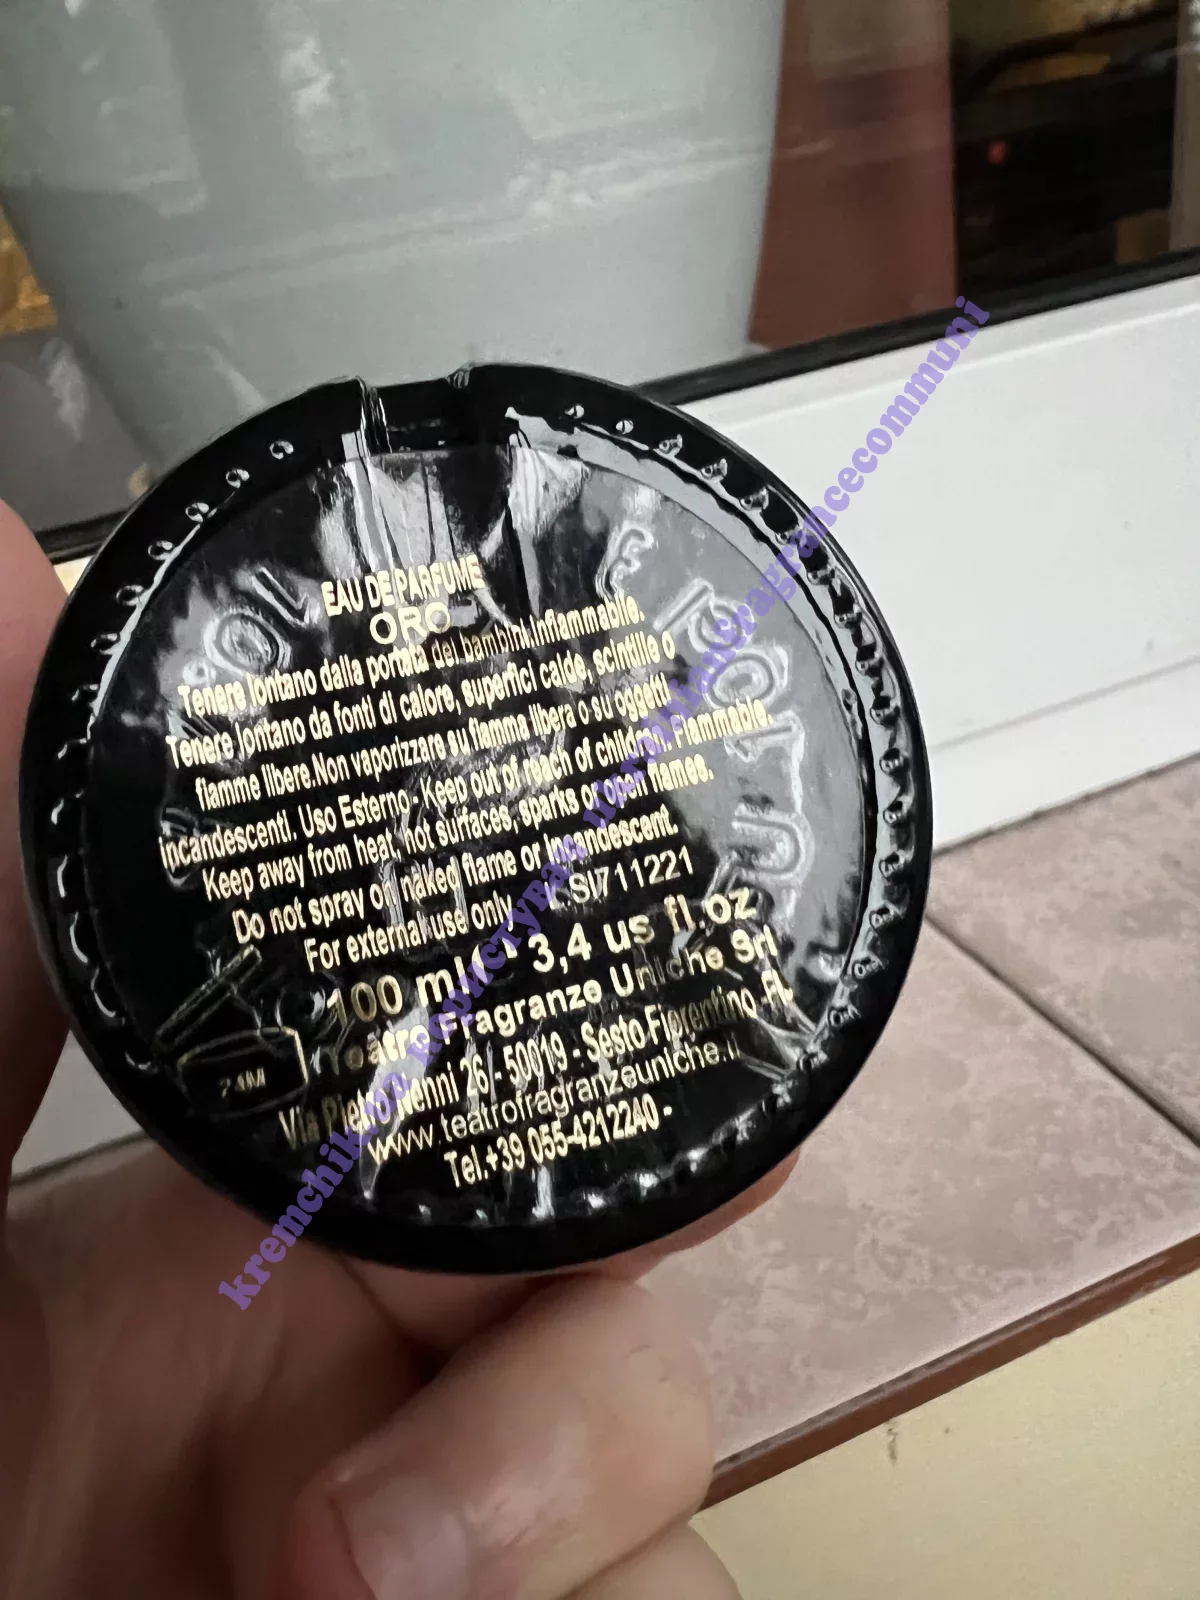 EAU DE PARFUME
ORO
Tenere lontano dalla portata dei bambini.Infiammabile.
Tenere lontano da fonti di calore, superfici calde, scintille o
fiamme libere.Non vaporizzare su fiamma libera o su oggetti
incandescenti. Uso Esterno - Keep out of reach of children. Flammable.
Keep away from heat, hot surfaces, sparks or open flames.
Do not spray on naked flame or incandescent.
For external use only. SI711221
100 ml 3,4 us fl.oz
Teatro Fragranze Uniche Srl
Via Pietro Nenni 26 - 50019 - Sesto Fiorentino -FI-
www.teatrofragranzeuniche.it
Tel.+39 055-4212240 -
24M
kremchik користувач ukrainianfragrancecommuni